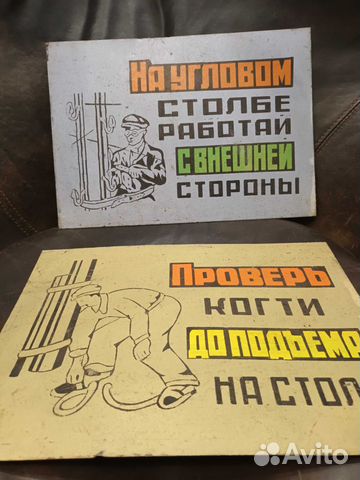 На угловом
столбе
работай
с внешней
стороны
Проверь
когти
до подъема
на стол
Avito